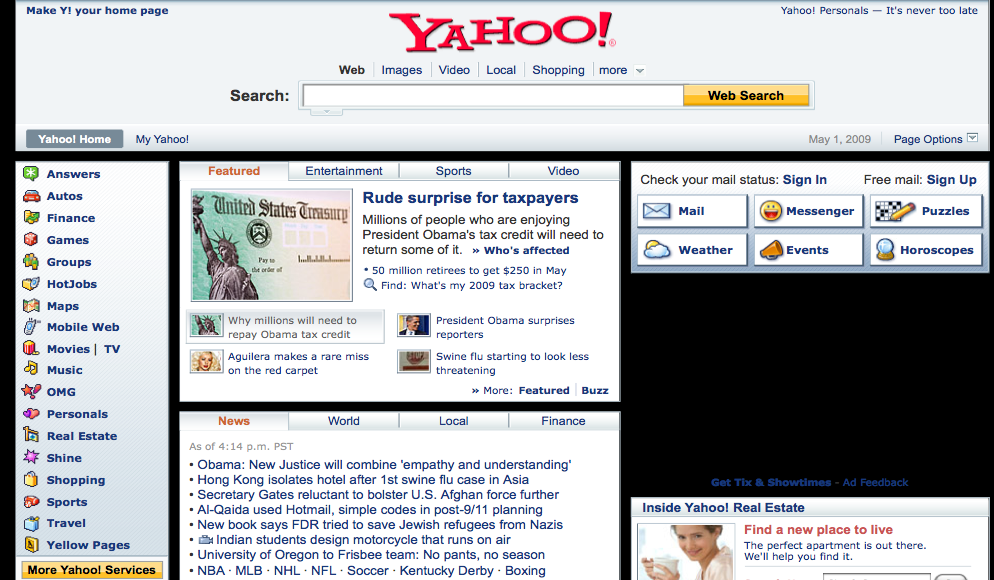 Make Y! your home page
Yahoo! Personals — It's never too late
YAHOO!®
Web Images Video Local Shopping more
Search:
Web Search
Yahoo! Home My Yahoo!
May 1, 2009 Page Options
Answers
Autos
Finance
Games
Groups
HotJobs
Maps
Mobile Web
Movies | TV
Music
OMG
Personals
Real Estate
Shine
Shopping
Sports
Travel
Yellow Pages
More Yahoo! Services
Featured Entertainment Sports Video
United States Treasury
Pay to
the order of
Rude surprise for taxpayers
Millions of people who are enjoying
President Obama's tax credit will need to
return some of it. » Who's affected
• 50 million retirees to get $250 in May
Find: What's my 2009 tax bracket?
Why millions will need to
repay Obama tax credit
President Obama surprises
reporters
Aguilera makes a rare miss
on the red carpet
Swine flu starting to look less
threatening
» More: Featured Buzz
News World Local Finance
As of 4:14 p.m. PST
• Obama: New Justice will combine 'empathy and understanding'
• Hong Kong isolates hotel after 1st swine flu case in Asia
• Secretary Gates reluctant to bolster U.S. Afghan force further
• Al-Qaida used Hotmail, simple codes in post-9/11 planning
• New book says FDR tried to save Jewish refugees from Nazis
• Indian students design motorcycle that runs on air
• University of Oregon to Frisbee team: No pants, no season
• NBA · MLB · NHL · NFL · Soccer · Kentucky Derby · Boxing
Check your mail status: Sign In Free mail: Sign Up
Mail Messenger Puzzles
Weather Events Horoscopes
Get Tix & Showtimes - Ad Feedback
Inside Yahoo! Real Estate
Find a new place to live
The perfect apartment is out there.
We'll help you find it.